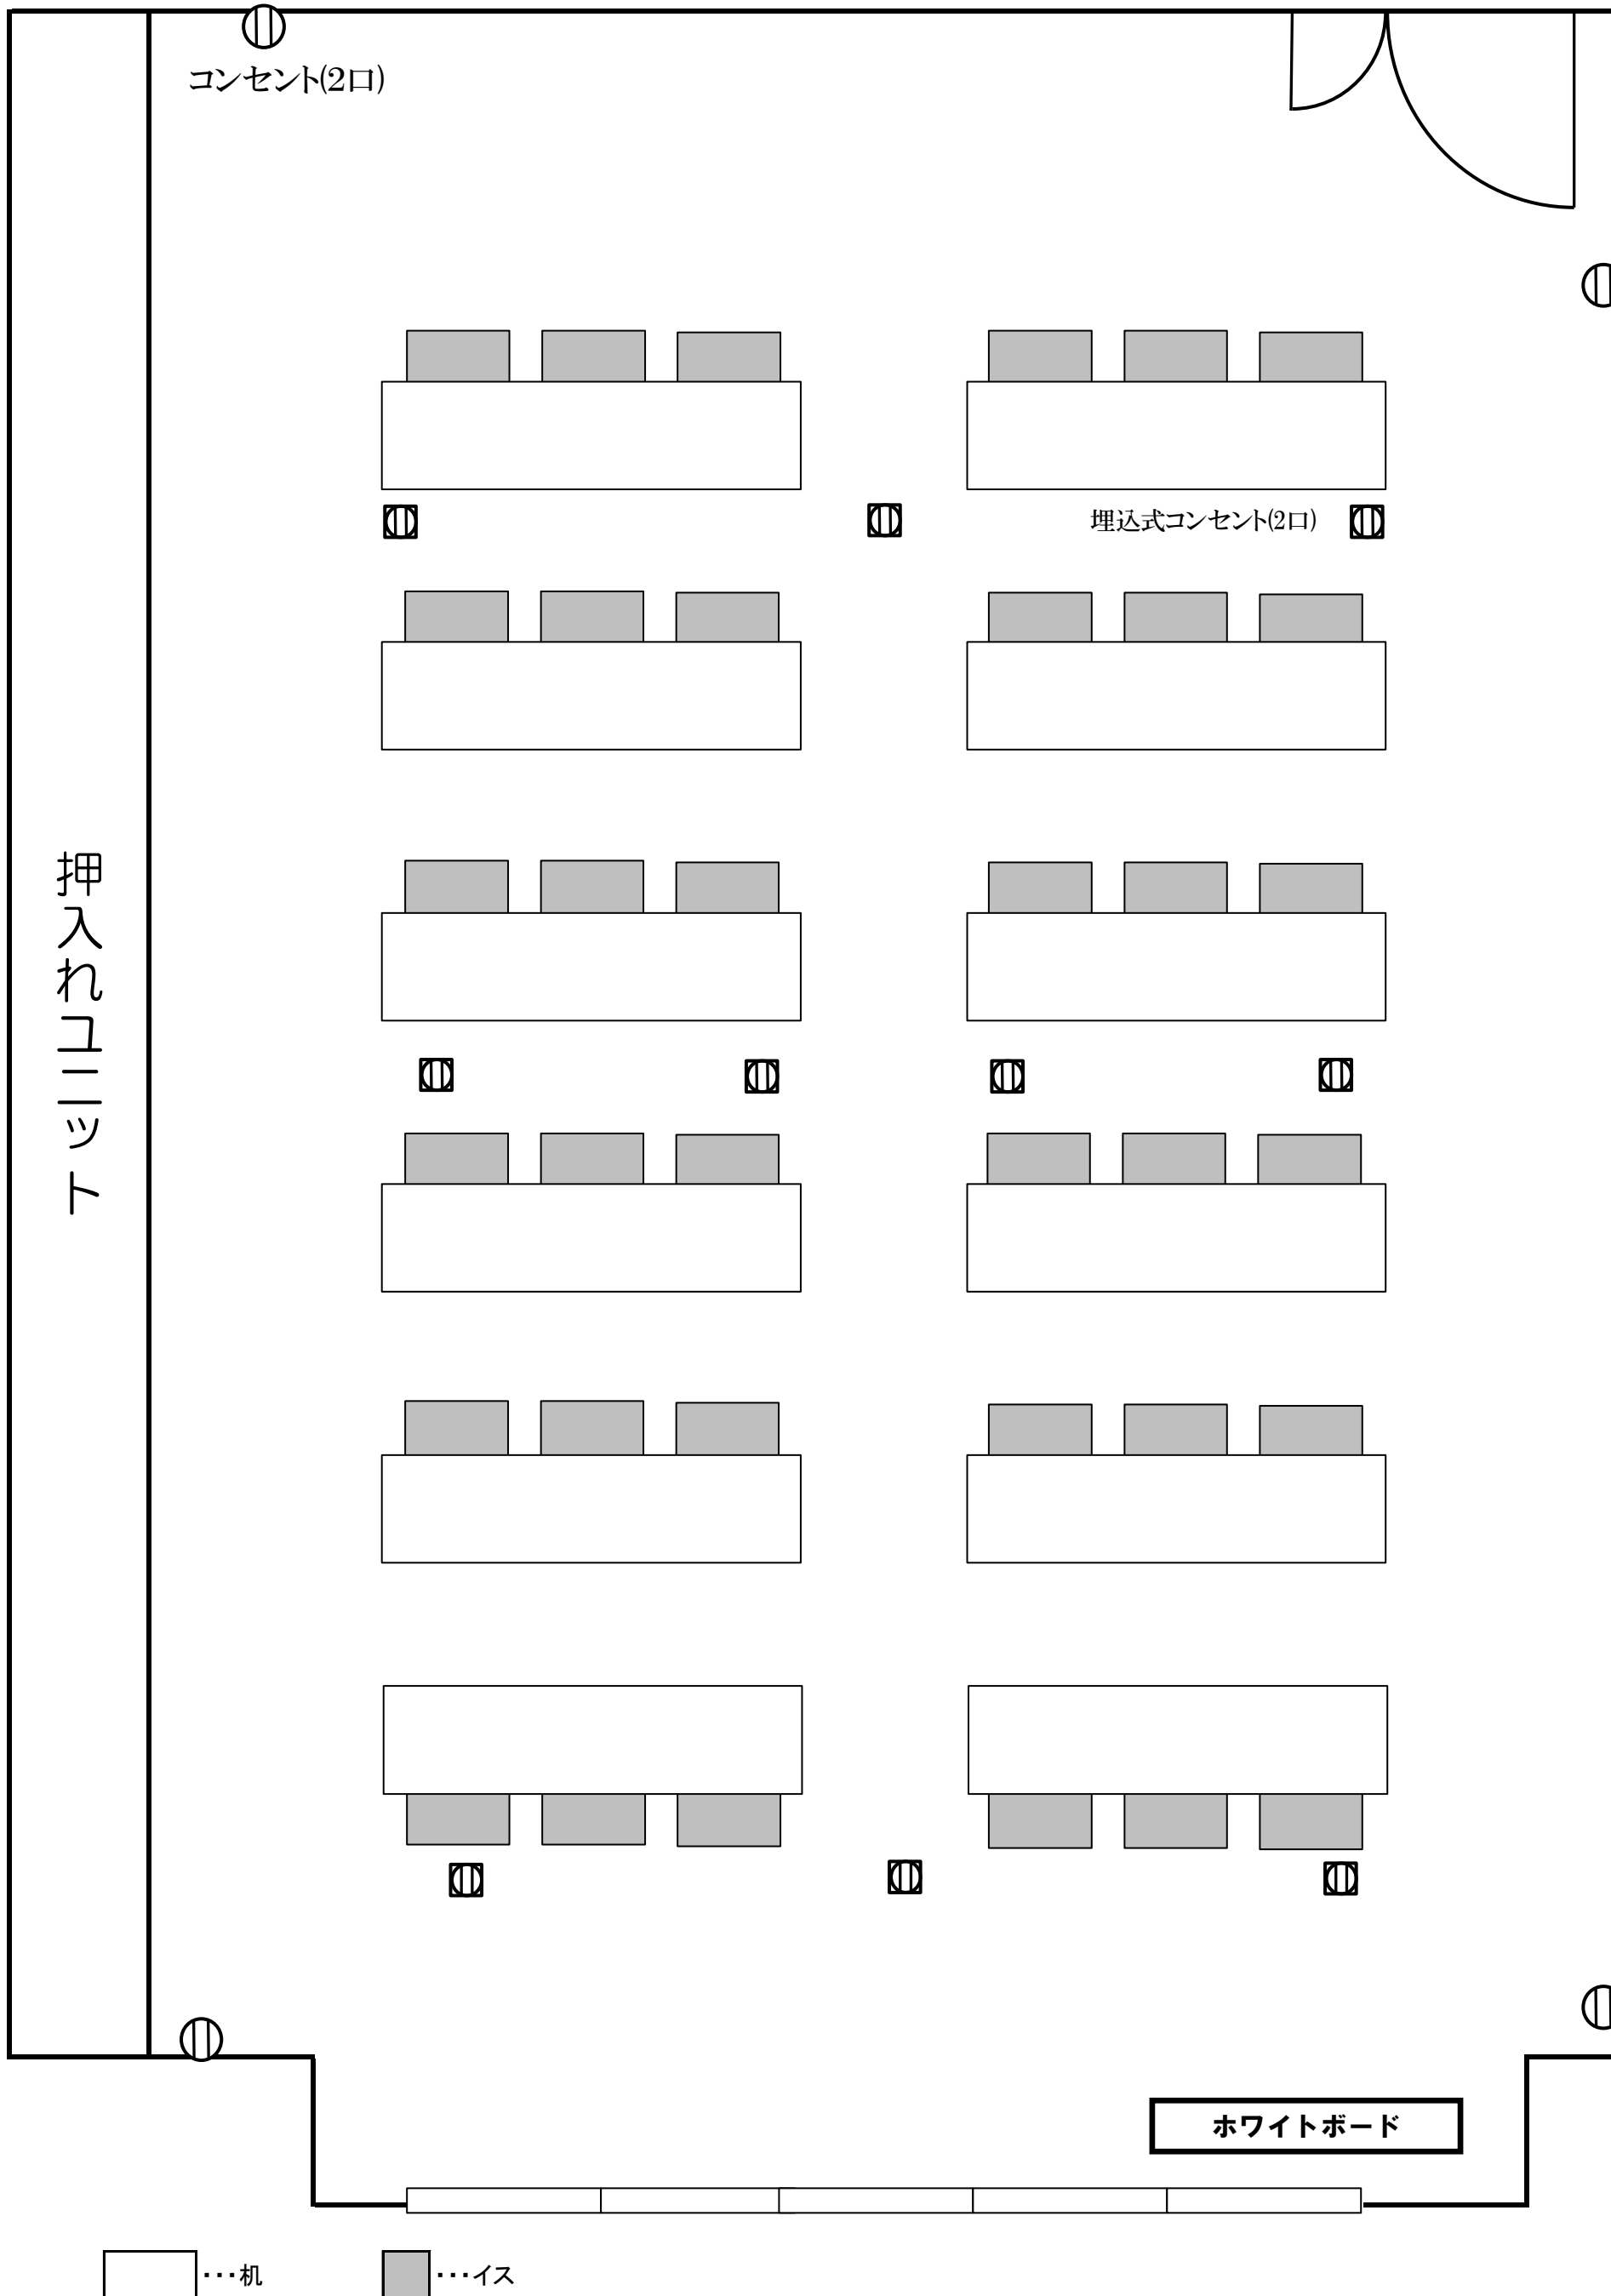 コンセント(2口)
埋込式コンセント(2口)
押入れユニット
ホワイトボード
･･･机
･･･イス